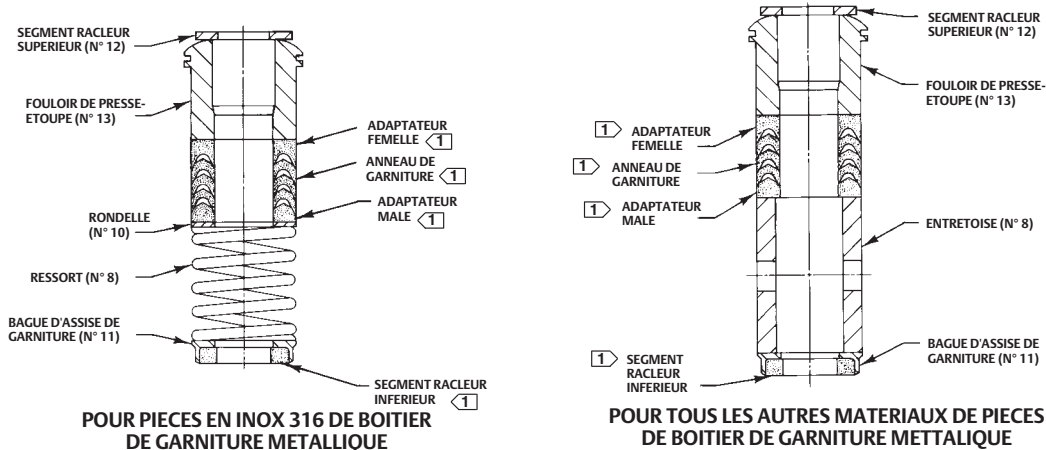 SEGMENT RACLEUR
SUPERIEUR (N° 12)
FOULOIR DE PRESSE-
ETOUPE (N° 13)
ADAPTATEUR
FEMELLE 1
ANNEAU DE
GARNITURE 1
ADAPTATEUR
MALE 1
RONDELLE
(N° 10)
RESSORT (N° 8)
BAGUE D'ASSISE DE
GARNITURE (N° 11)
SEGMENT RACLEUR
INFERIEUR 1
POUR PIECES EN INOX 316 DE BOITIER
DE GARNITURE METALLIQUE
SEGMENT RACLEUR
SUPERIEUR (N° 12)
FOULOIR DE PRESSE-
ETOUPE (N° 13)
1 ADAPTATEUR
FEMELLE
1 ANNEAU DE
GARNITURE
1 ADAPTATEUR
MALE
ENTRETOISE (N° 8)
1 SEGMENT
RACLEUR
INFERIEUR
BAGUE D'ASSISE DE
GARNITURE (N° 11)
POUR TOUS LES AUTRES MATERIAUX DE PIECES
DE BOITIER DE GARNITURE METTALIQUE